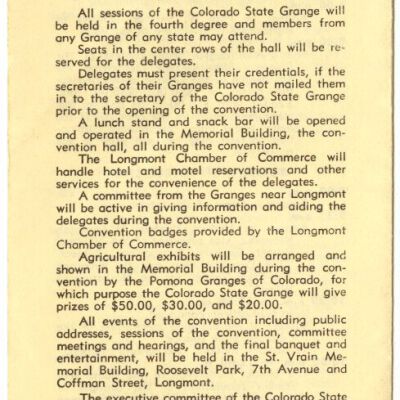 All sessions of the Colorado State Grange will
be held in the fourth degree and members from
any Grange of any state may attend.
Seats in the center rows of the hall will be re-
served for the delegates.
Delegates must present their credentials, if the
secretaries of their Granges have not mailed them
in to the secretary of the Colorado State Grange
prior to the opening of the convention.
A lunch stand and snack bar will be opened
and operated in the Memorial Building, the con-
vention hall, all during the convention.
The Longmont Chamber of Commerce will
handle hotel and motel reservations and other
services for the convenience of the delegates.
A committee from the Granges near Longmont
will be active in giving information and aiding the
delegates during the convention.
Convention badges provided by the Longmont
Chamber of Commerce.
Agricultural exhibits will be arranged and
shown in the Memorial Building during the con-
vention by the Pomona Granges of Colorado, for
which purpose the Colorado State Grange will give
prizes of $50.00, $30.00, and $20.00.
All events of the convention including public
addresses, sessions of the convention, committee
meetings and hearings, and the final banquet and
entertainment, will be held in the St. Vrain Me-
morial Building, Roosevelt Park, 7th Avenue and
Coffman Street, Longmont.
The executive committee of the Colorado State